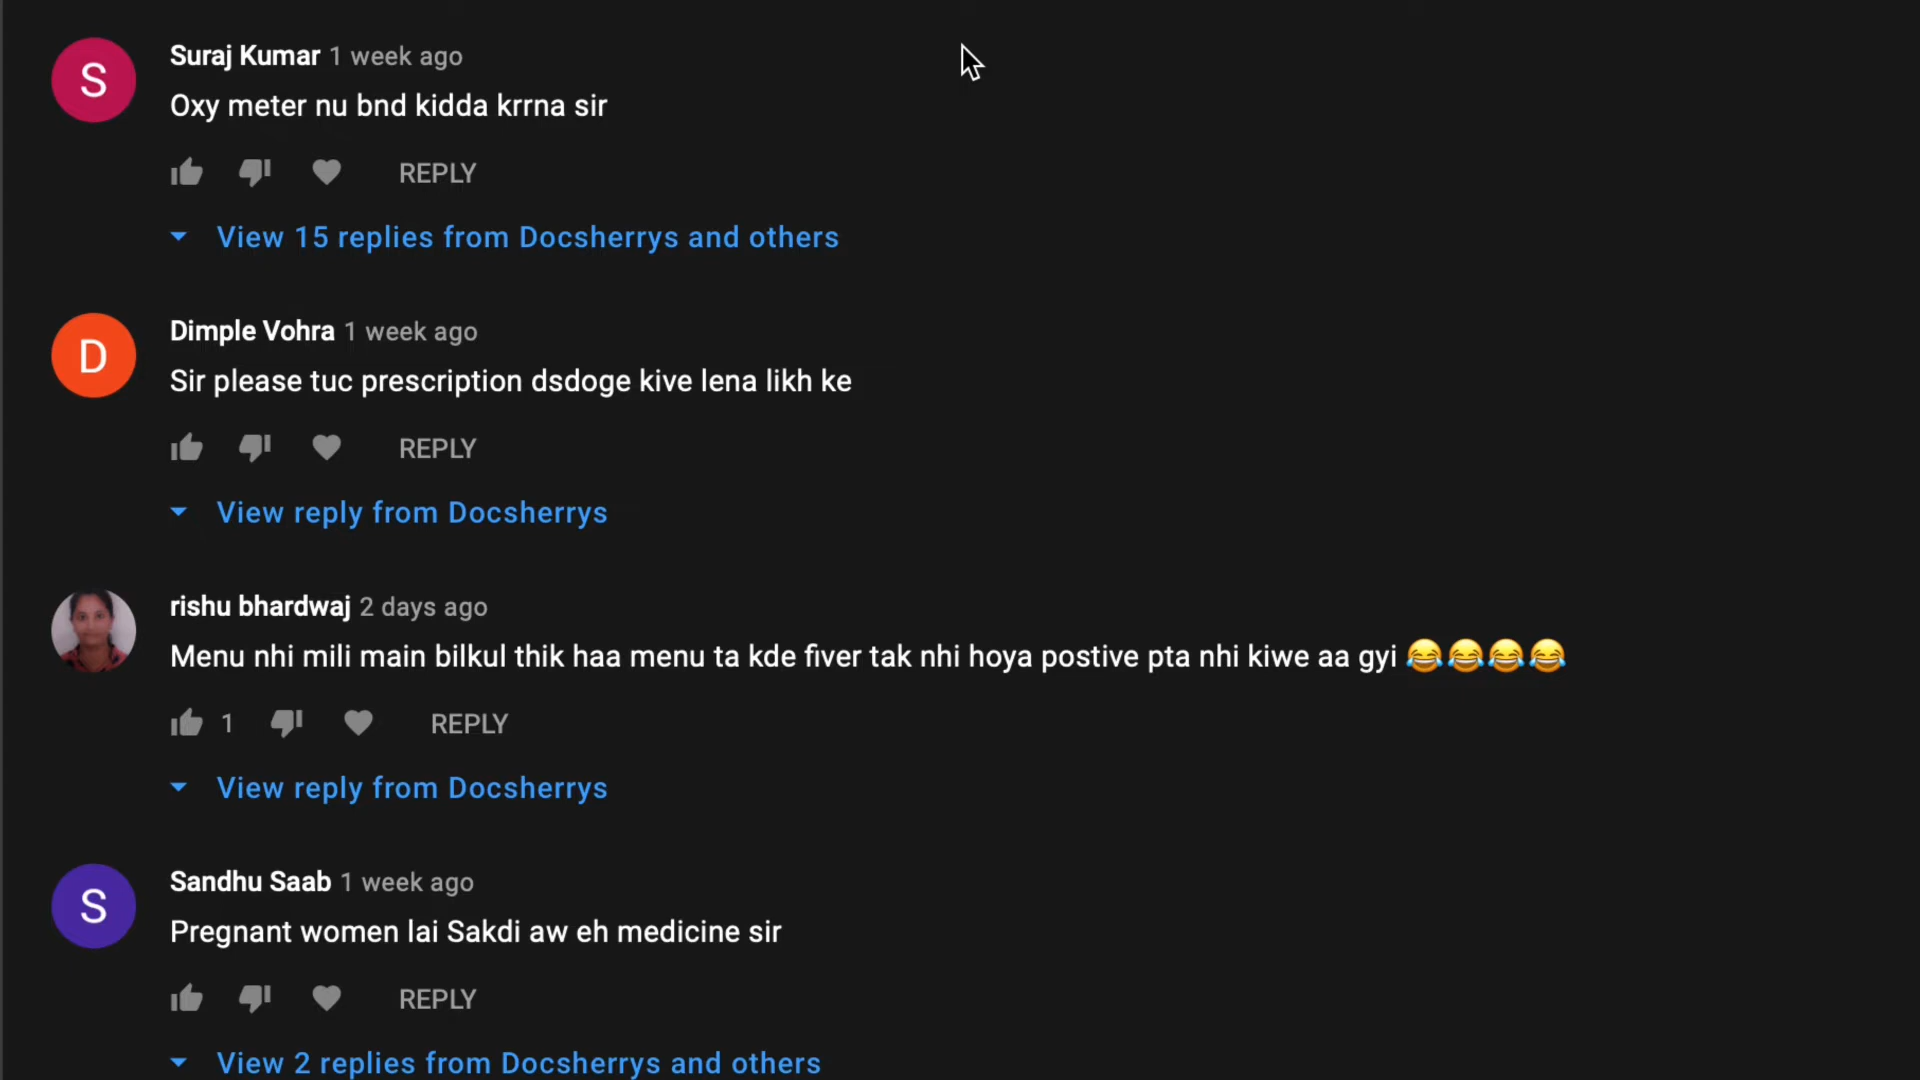 S
Suraj Kumar 1 week ago
Oxy meter nu bnd kidda krrna sir
REPLY
View 15 replies from Docsherrys and others
D
Dimple Vohra 1 week ago
Sir please tuc prescription dsdoge kive lena likh ke
REPLY
View reply from Docsherrys
rishu bhardwaj 2 days ago
Menu nhi mili main bilkul thik haa menu ta kde fiver tak nhi hoya postive pta nhi kiwe aa gyi 😂😂😂😂
1 REPLY
View reply from Docsherrys
S
Sandhu Saab 1 week ago
Pregnant women lai Sakdi aw eh medicine sir
REPLY
View 2 replies from Docsherrys and others